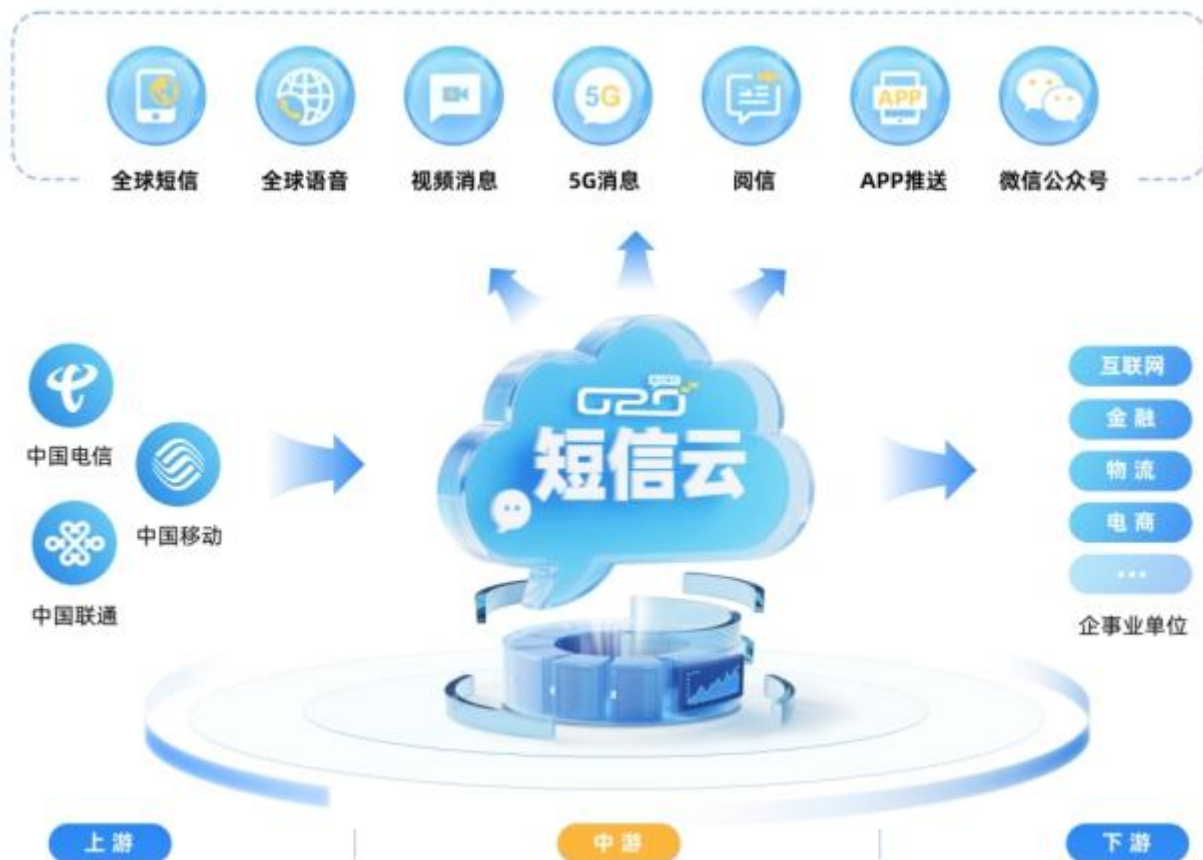 5G
APP
全球短信
全球语音
视频消息
5G消息
阅信
APP推送
微信公众号
中国电信
中国移动
中国联通
短信云
互联网
金融
物流
电商
...
企事业单位
上游
中游
下游